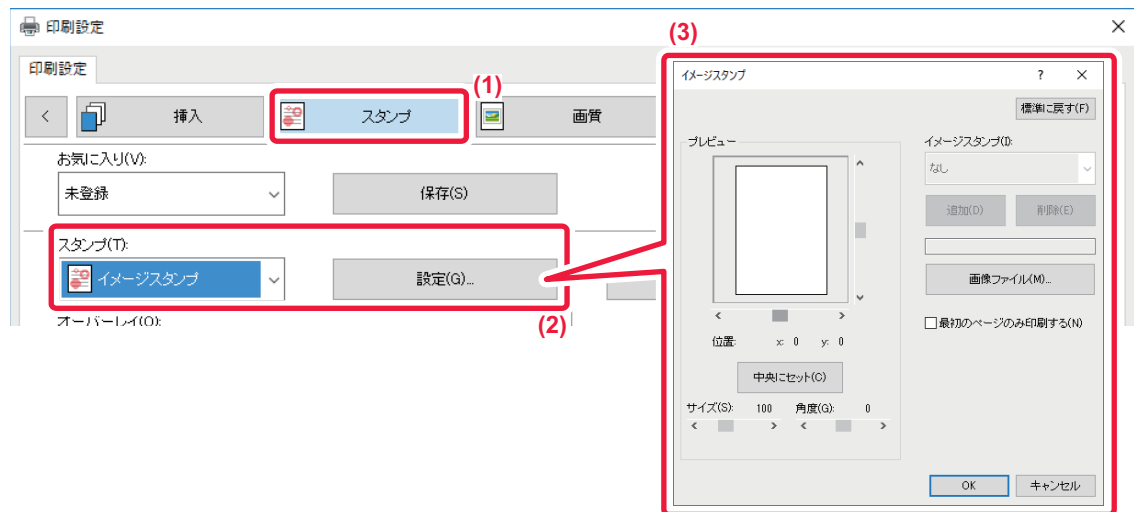 印刷設定
印刷設定
(1)
挿入
スタンプ
画質
お気に入り(V):
未登録
保存(S)
スタンプ(T):
イメージスタンプ
設定(G)...
(2)
オーバーレイ(O):
(3)
イメージスタンプ
標準に戻す(F)
プレビュー
イメージスタンプ(I):
なし
追加(D)
削除(E)
画像ファイル(M)...
最初のページのみ印刷する(N)
位置: x: 0 y: 0
中央にセット(C)
サイズ(S): 100 角度(G): 0
OK
キャンセル